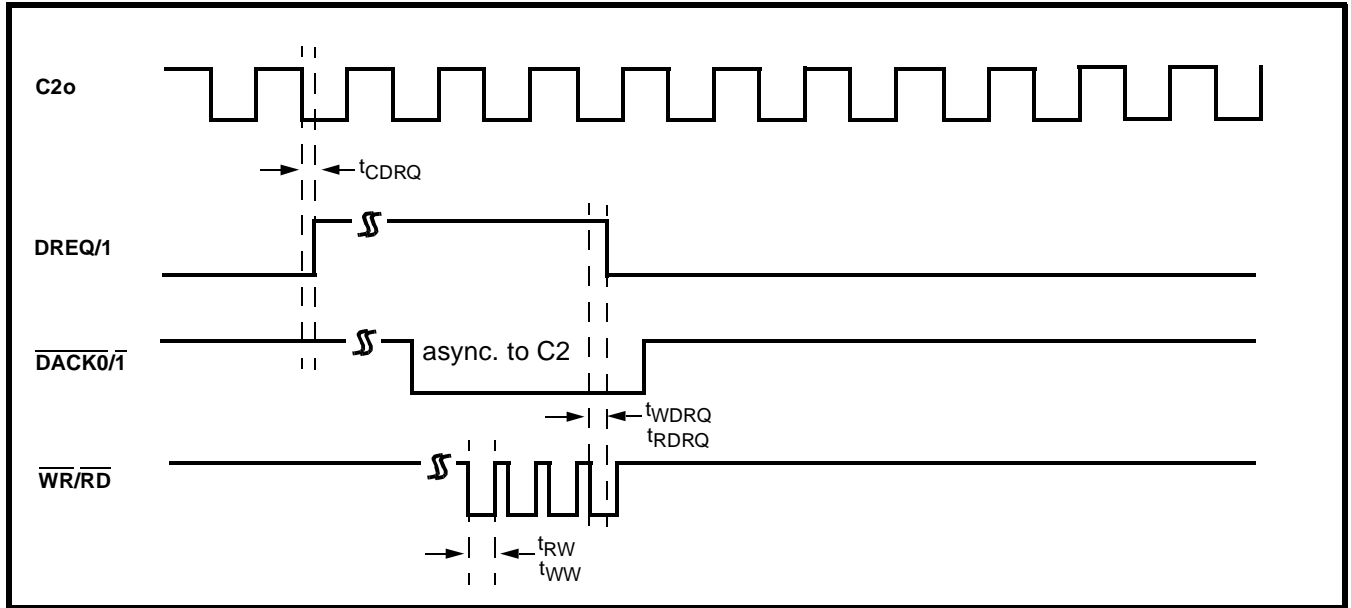 C2o
tCDRQ
DREQ/1
DACK0/1
async. to C2
tWDRQ
tRDRQ
WR/RD
tRW
tWW